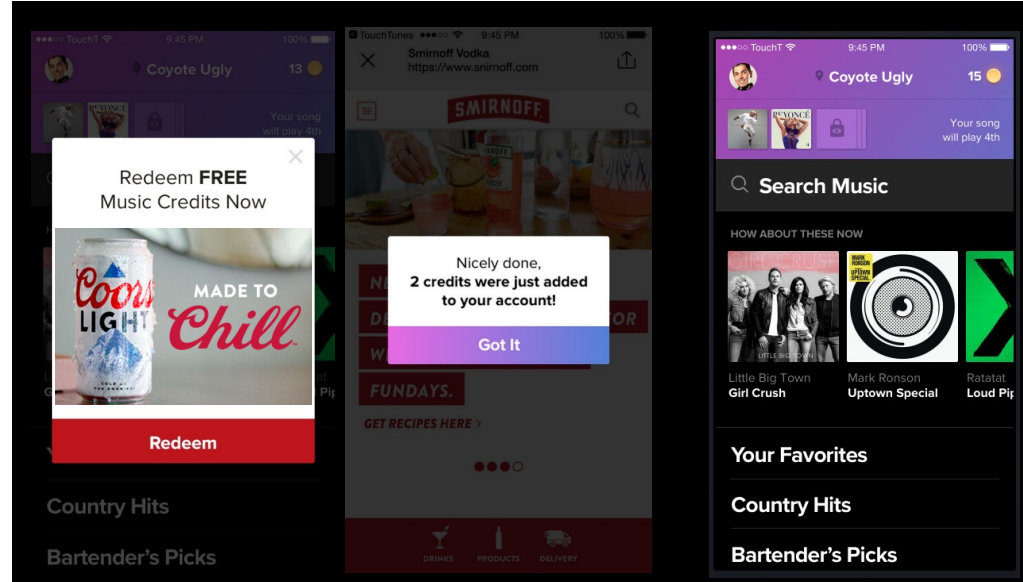 TouchT
9:45 PM
100%
Coyote Ugly
13
Your song
will play 4th
Redeem FREE
Music Credits Now
Coors
LIGHT
MADE TO
Chill
Redeem
Country Hits
Bartender's Picks
TouchTunes
9:45 PM
100%
Smirnoff Vodka
https://www.snirnoff.com
SMIRNOFF
Nicely done,
2 credits were just added
to your account!
Got It
FUNDAYS.
GET RECIPES HERE >
DRINKS
PRODUCTS
DELIVERY
TouchT
9:45 PM
100%
Coyote Ugly
15
BEYONCÉ
Your song
will play 4th
Search Music
HOW ABOUT THESE NOW
GIRL CRUSH
LITTLE BIG TOWN
MARK
RONSON
UPTOWN
SPECIAL
Little Big Town
Girl Crush
Mark Ronson
Uptown Special
Ratatat
Loud Pip
Your Favorites
Country Hits
Bartender's Picks